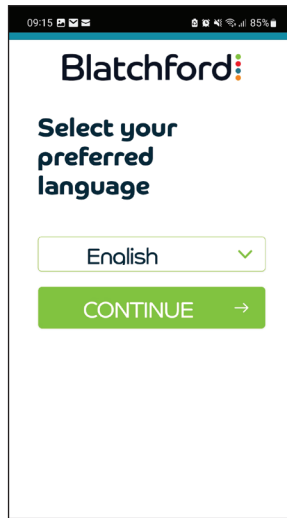 09:15 85%
Blatchford
Select your
preferred
language
English
CONTINUE →